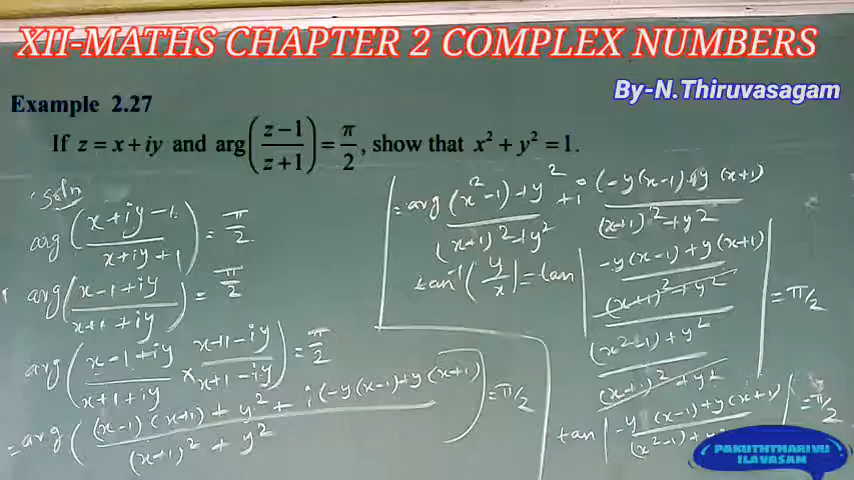 XII-MATHS CHAPTER 2 COMPLEX NUMBERS
By-N.Thiruvasagam
Example 2.27
If z = x + iy and arg((z−1)/(z+1)) = π/2, show that x² + y² = 1.
Soln
arg((x+iy−1)/(x+iy+1)) = π/2.
arg((x−1+iy)/(x+1+iy)) = π/2
arg((x−1+iy)/(x+1+iy) × (x+1−iy)/(x+1−iy)) = π/2
= arg(((x−1)(x+1) + y² + i(−y(x−1)+y(x+1)))/((x+1)² + y²)) = π/2
= arg((x²−1)+y²)/((x+1)²+y²) + i (−y(x−1)+y(x+1))/((x+1)²+y²)
tan⁻¹(y/x) = tan | −y(x−1)+y(x+1)
(x+1)²+y²
(x²−1)+y²
(x+1)²+y² | = π/2
tan | −y(x−1)+y(x+1) / (x²−1)+ | = π/2
PAKUTHTHARIVU
ILAVASAM